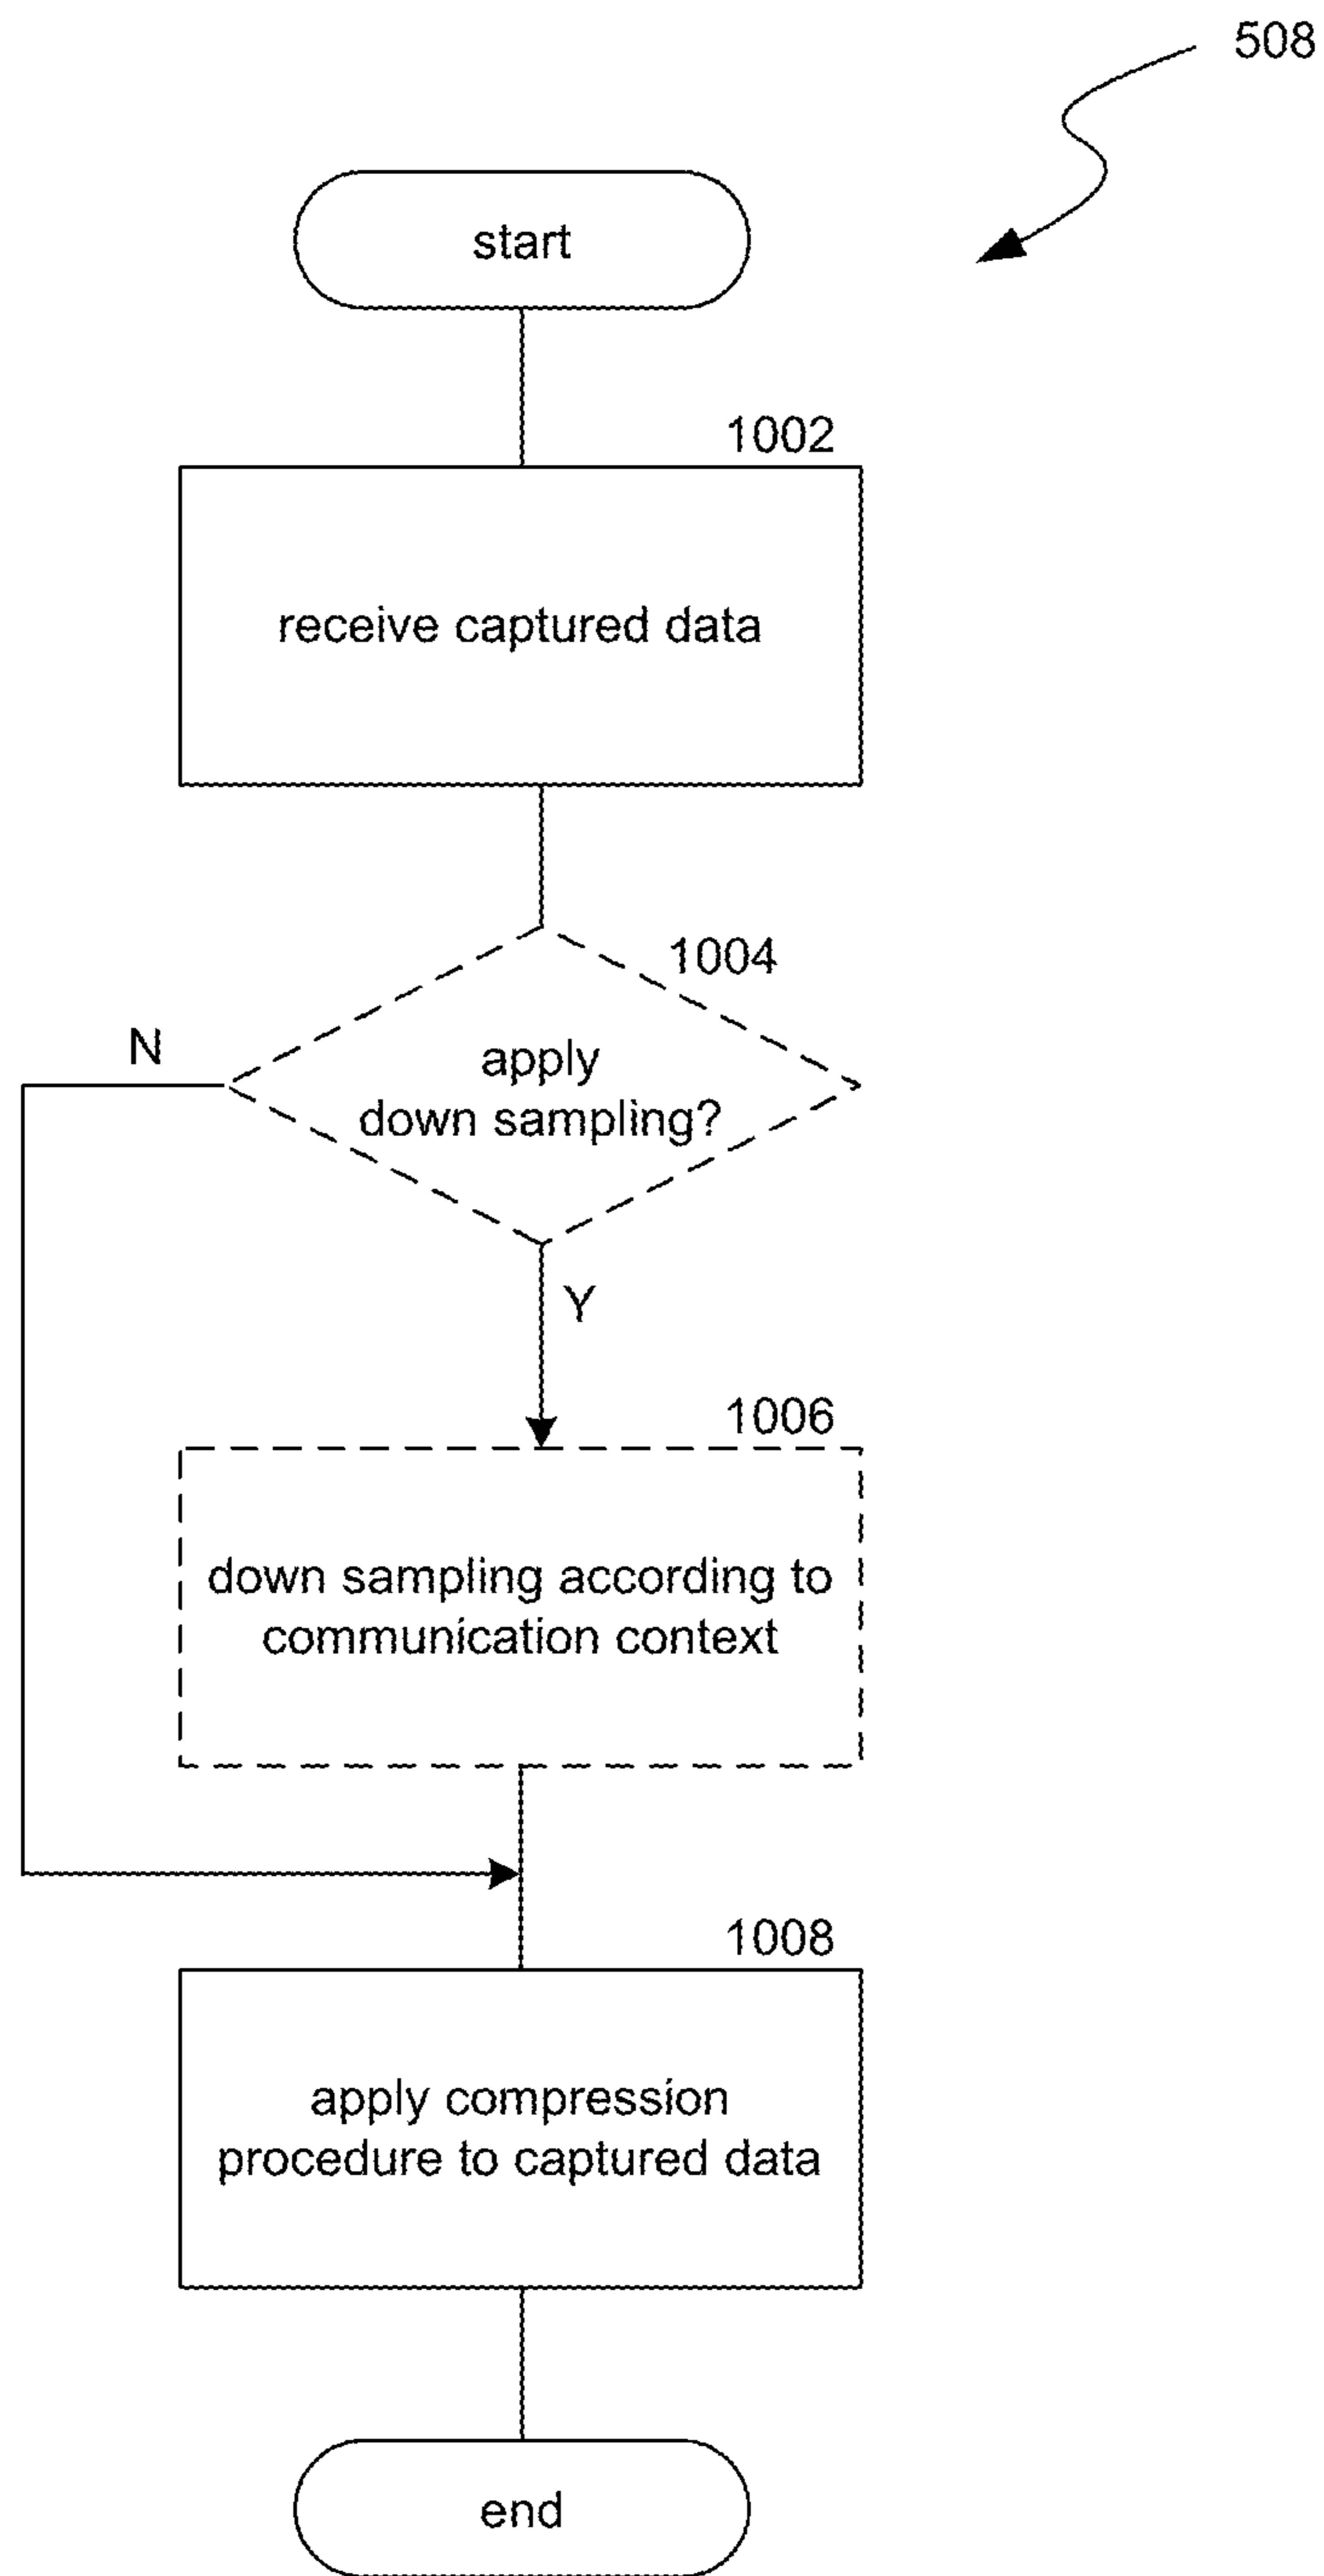 508
start
1002
receive captured data
1004
N
apply
down sampling?
Y
1006
down sampling according to
communication context
1008
apply compression
procedure to captured data
end